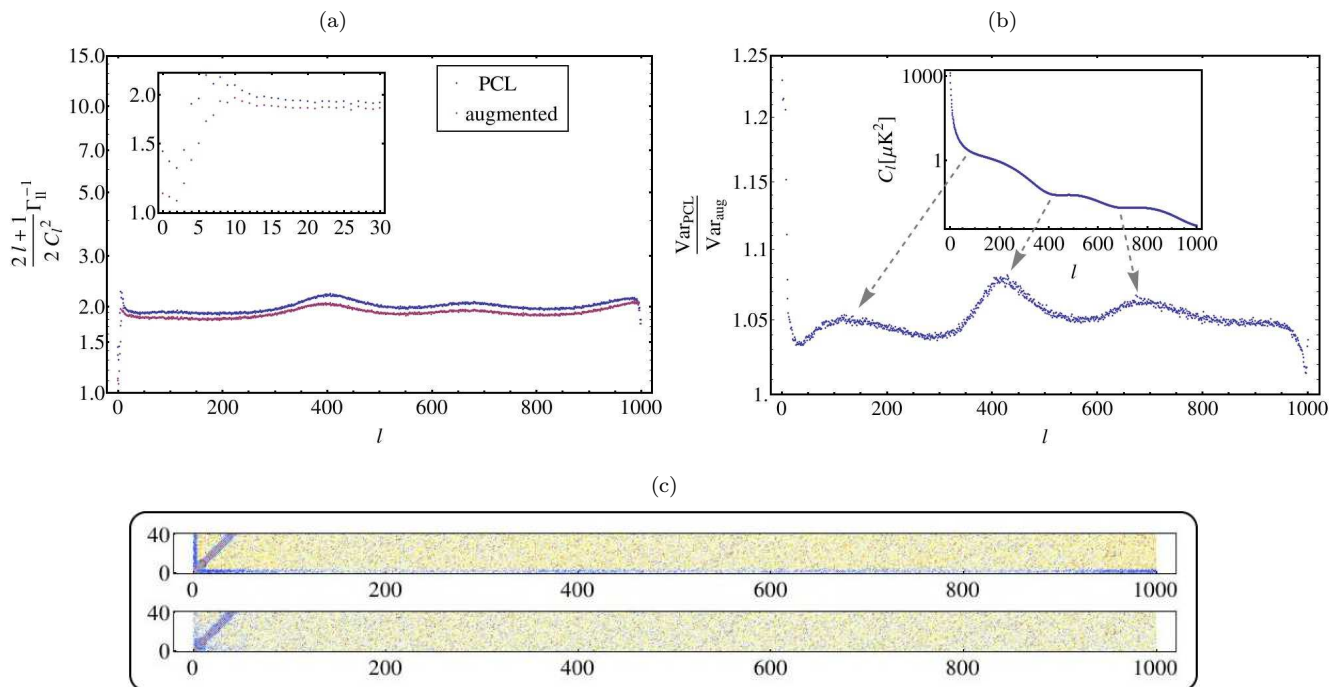 (a)
15.0
10.0
7.0
5.0
3.0
2.0
1.5
1.0
2.0
1.5
1.0
0 5 10 15 20 25 30
PCL
augmented
0 200 400 600 800 1000
l
2 l + 1
2 C_l^2
Γ_ll^-1
(b)
1.25
1.2
1.15
1.1
1.05
1.
Var_PCL
Var_aug
1000
1
C_l[μK^2]
0 200 400 600 800 1000
l
0 200 400 600 800 1000
l
(c)
40
0
0 200 400 600 800 1000
40
0
0 200 400 600 800 1000